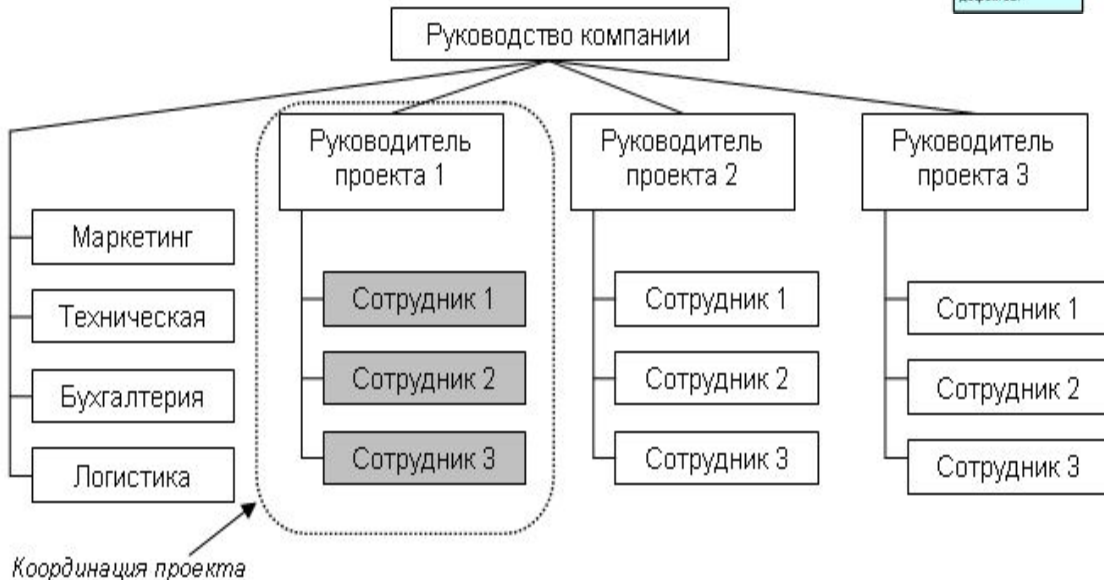 Руководство компании
Руководитель
проекта 1
Руководитель
проекта 2
Руководитель
проекта 3
Маркетинг
Техническая
Бухгалтерия
Логистика
Сотрудник 1
Сотрудник 2
Сотрудник 3
Сотрудник 1
Сотрудник 2
Сотрудник 3
Сотрудник 1
Сотрудник 2
Сотрудник 3
Координация проекта